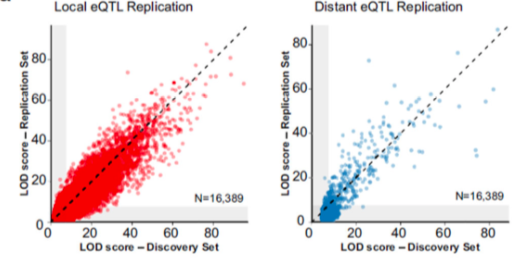 Local eQTL Replication
Distant eQTL Replication
LOD score – Replication Set
80
60
40
20
0
N=16,389
0 20 40 60 80
LOD score – Discovery Set
LOD score – Replication Set
80
60
40
20
0
N=16,389
0 20 40 60 80
LOD score – Discovery Set